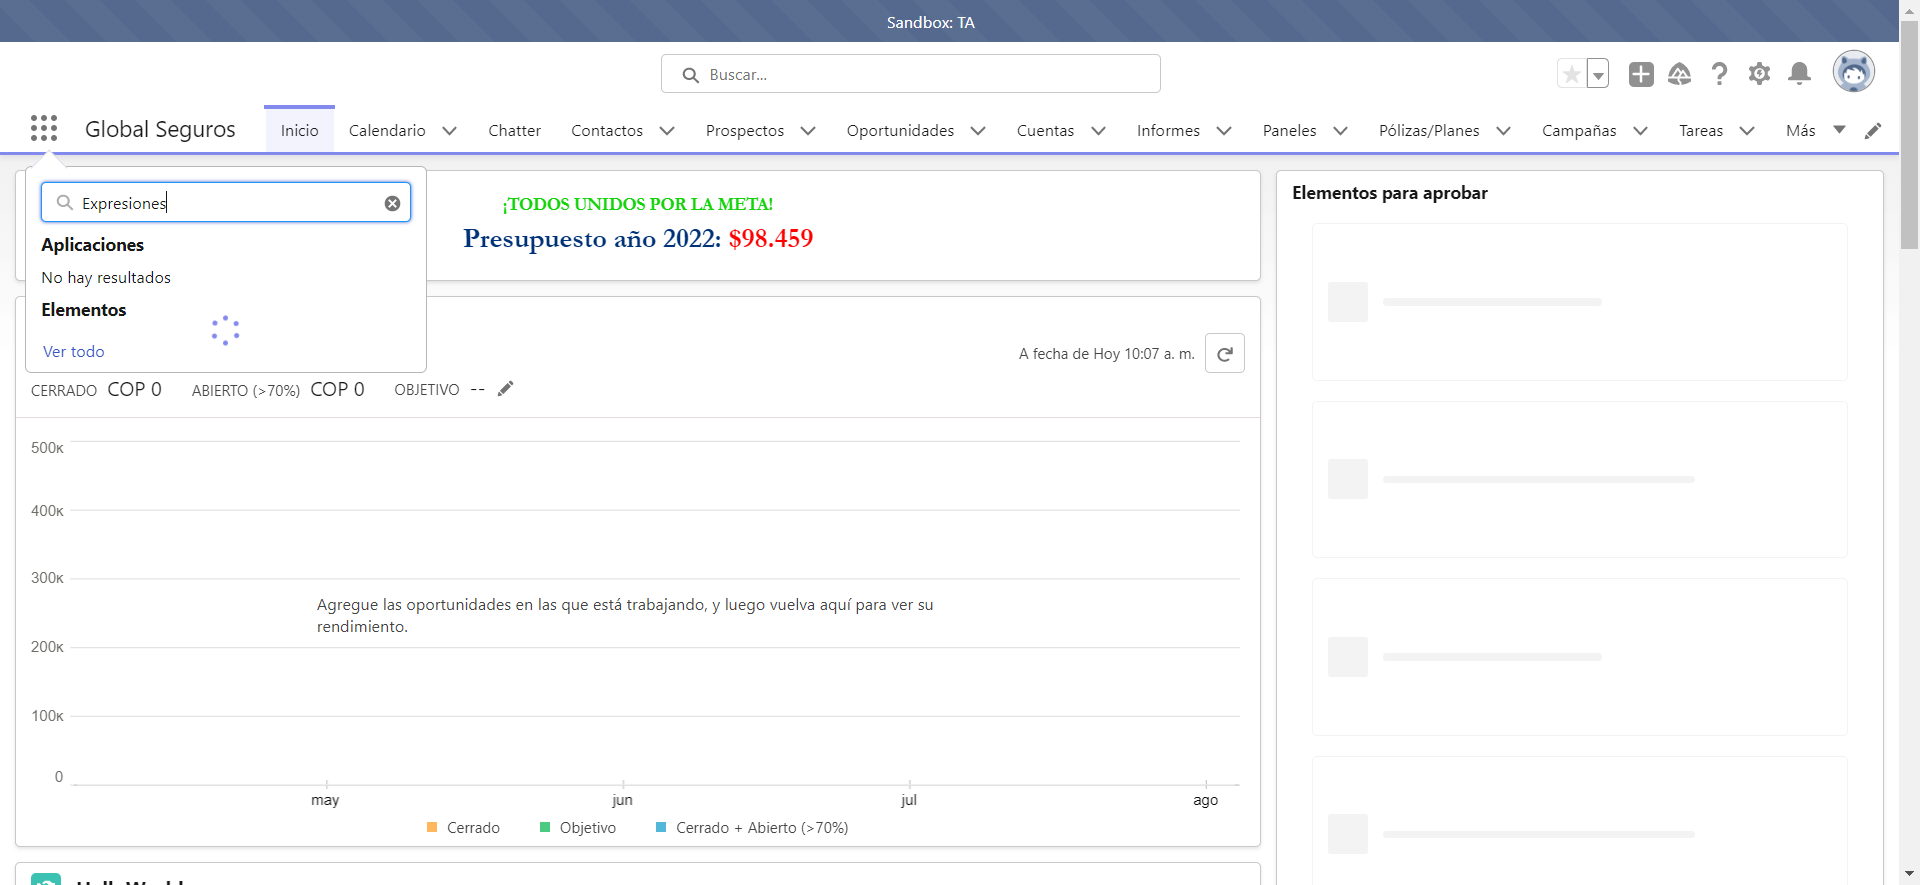 Sandbox: TA
Buscar...
Global Seguros
Inicio
Calendario
Chatter
Contactos
Prospectos
Oportunidades
Cuentas
Informes
Paneles
Pólizas/Planes
Campañas
Tareas
Más
Expresiones
Aplicaciones
No hay resultados
Elementos
Ver todo
¡TODOS UNIDOS POR LA META!
Presupuesto año 2022: $98.459
A fecha de Hoy 10:07 a. m.
CERRADO COP 0 ABIERTO (>70%) COP 0 OBJETIVO --
500K
400K
300K
200K
100K
0
Agregue las oportunidades en las que está trabajando, y luego vuelva aquí para ver su
rendimiento.
may jun jul ago
Cerrado Objetivo Cerrado + Abierto (>70%)
Elementos para aprobar